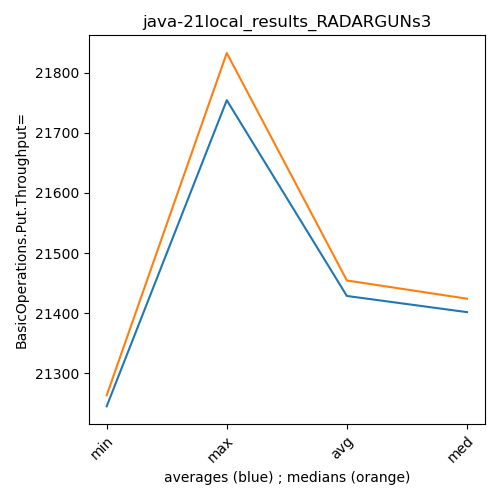 java-21local_results_RADARGUNs3
BasicOperations.Put.Throughput=
21800
21700
21600
21500
21400
21300
min
max
avg
med
averages (blue) ; medians (orange)